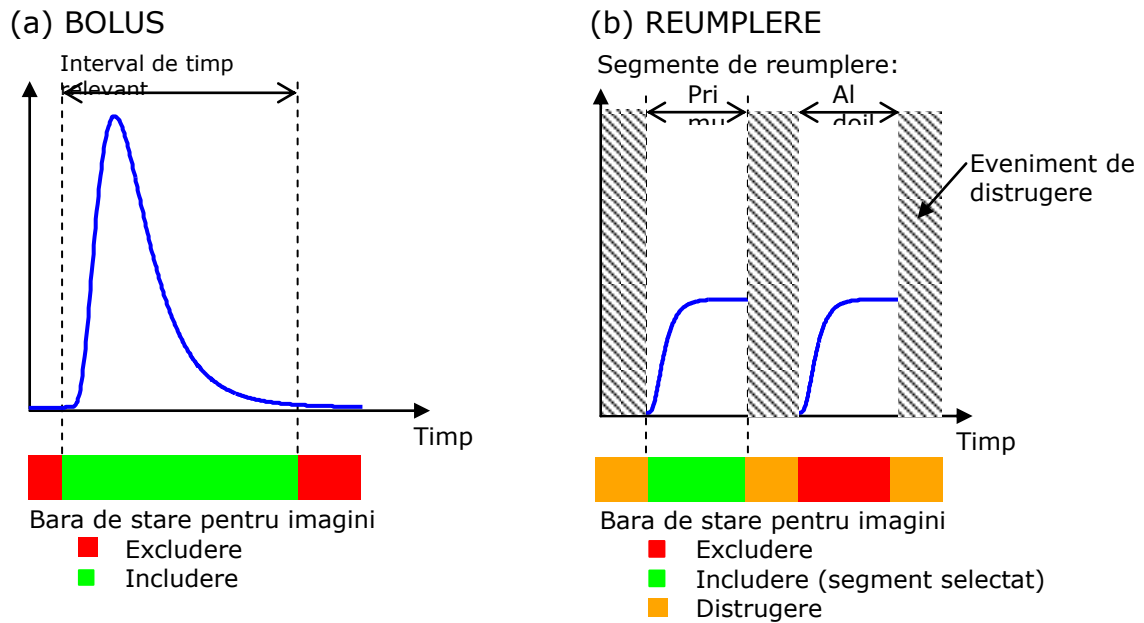 (a) BOLUS
Interval de timp
relevant
Timp
Bara de stare pentru imagini
Excludere
Includere
(b) REUMPLERE
Segmente de reumplere:
Pri
mu
Al
doil
Eveniment de
distrugere
Timp
Bara de stare pentru imagini
Excludere
Includere (segment selectat)
Distrugere